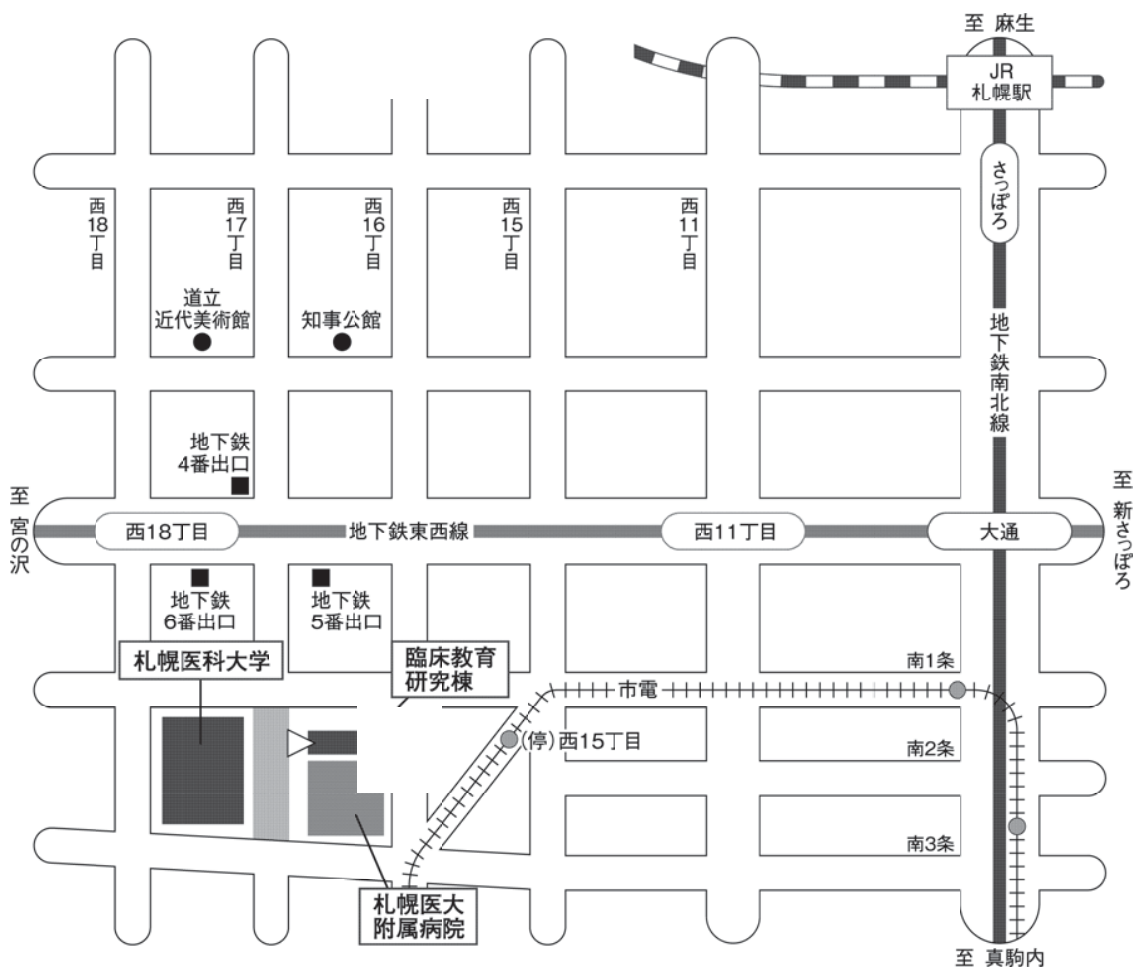 至 麻生
JR
札幌駅
さっぽろ
西18丁目
西17丁目
西16丁目
西15丁目
西11丁目
道立
近代美術館
知事公館
地下鉄南北線
地下鉄
4番出口
至 宮の沢
西18丁目
地下鉄東西線
西11丁目
大通
至 新さっぽろ
地下鉄
6番出口
地下鉄
5番出口
札幌医科大学
臨床教育
研究棟
南1条
市電
(停)西15丁目
南2条
南3条
札幌医大
附属病院
至 真駒内